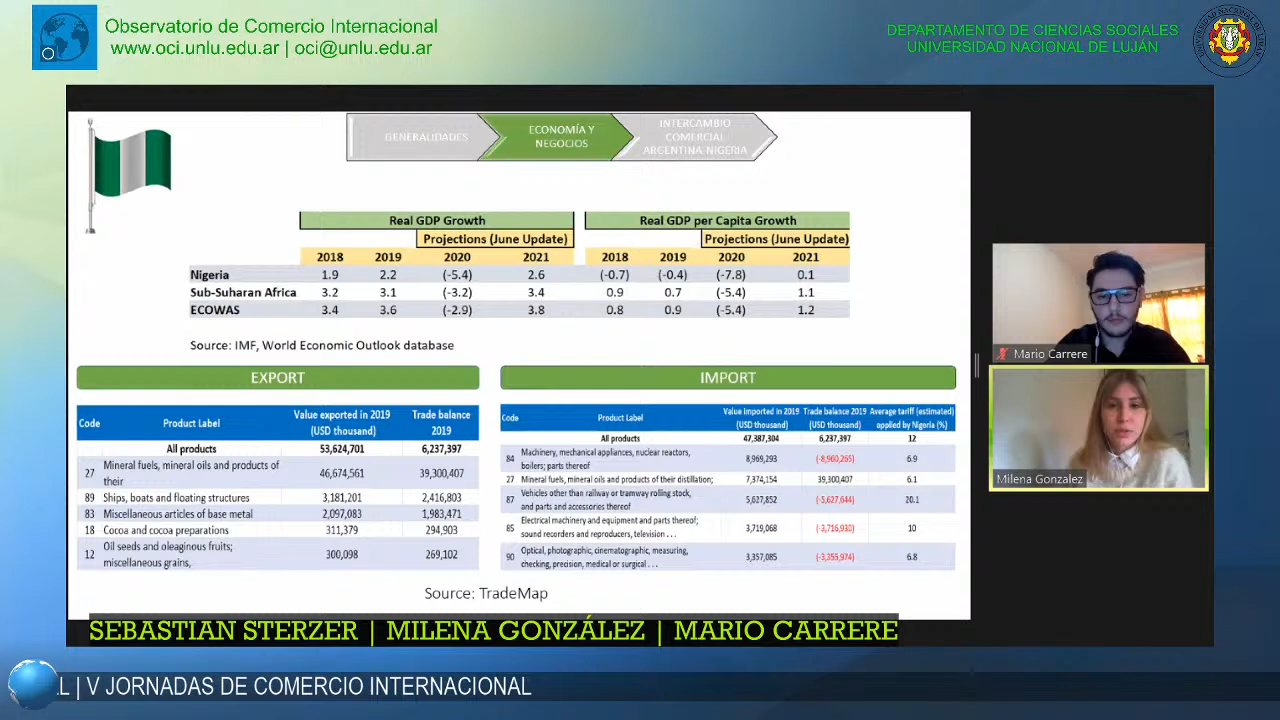 Observatorio de Comercio Internacional
www.oci.unlu.edu.ar | oci@unlu.edu.ar
DEPARTAMENTO DE CIENCIAS SOCIALES
UNIVERSIDAD NACIONAL DE LUJÁN
GENERALIDADES
ECONOMÍA Y
NEGOCIOS
INTERCAMBIO
COMERCIAL
ARGENTINA-NIGERIA
Real GDP Growth Real GDP per Capita Growth
Projections (June Update) Projections (June Update)
2018 2019 2020 2021 2018 2019 2020 2021
Nigeria 1.9 2.2 (-5.4) 2.6 (-0.7) (-0.4) (-7.8) 0.1
Sub-Suharan Africa 3.2 3.1 (-3.2) 3.4 0.9 0.7 (-5.4) 1.1
ECOWAS 3.4 3.6 (-2.9) 3.8 0.8 0.9 (-5.4) 1.2
Source: IMF, World Economic Outlook database
EXPORT
Code Product Label Value exported in 2019 (USD thousand) Trade balance 2019
All products 53,624,701 6,237,397
27 Mineral fuels, mineral oils and products of their 46,674,561 39,300,407
89 Ships, boats and floating structures 3,181,201 2,416,803
83 Miscellaneous articles of base metal 2,097,083 1,983,471
18 Cocoa and cocoa preparations 311,379 294,903
12 Oil seeds and oleaginous fruits; miscellaneous grains, 300,098 269,102
IMPORT
Code Product Label Value imported in 2019 (USD thousand) Trade balance 2019 (USD thousand) Average tariff (estimated) applied by Nigeria (%)
All products 47,387,304 6,237,397 12
84 Machinery, mechanical appliances, nuclear reactors, boilers; parts thereof 8,969,293 (-8,960,265) 6.9
27 Mineral fuels, mineral oils and products of their distillation; 7,374,154 39,300,407 6.1
87 Vehicles other than railway or tramway rolling stock, and parts and accessories thereof 5,627,852 (-5,627,644) 20.1
85 Electrical machinery and equipment and parts thereof; sound recorders and reproducers, television . . . 3,719,068 (-3,716,930) 10
90 Optical, photographic, cinematographic, measuring, checking, precision, medical or surgical . . . 3,357,085 (-3,355,974) 6.8
Source: TradeMap
Mario Carrere
Milena Gonzalez
SEBASTIAN STERZER | MILENA GONZÁLEZ | MARIO CARRERE
AL | V JORNADAS DE COMERCIO INTERNACIONAL